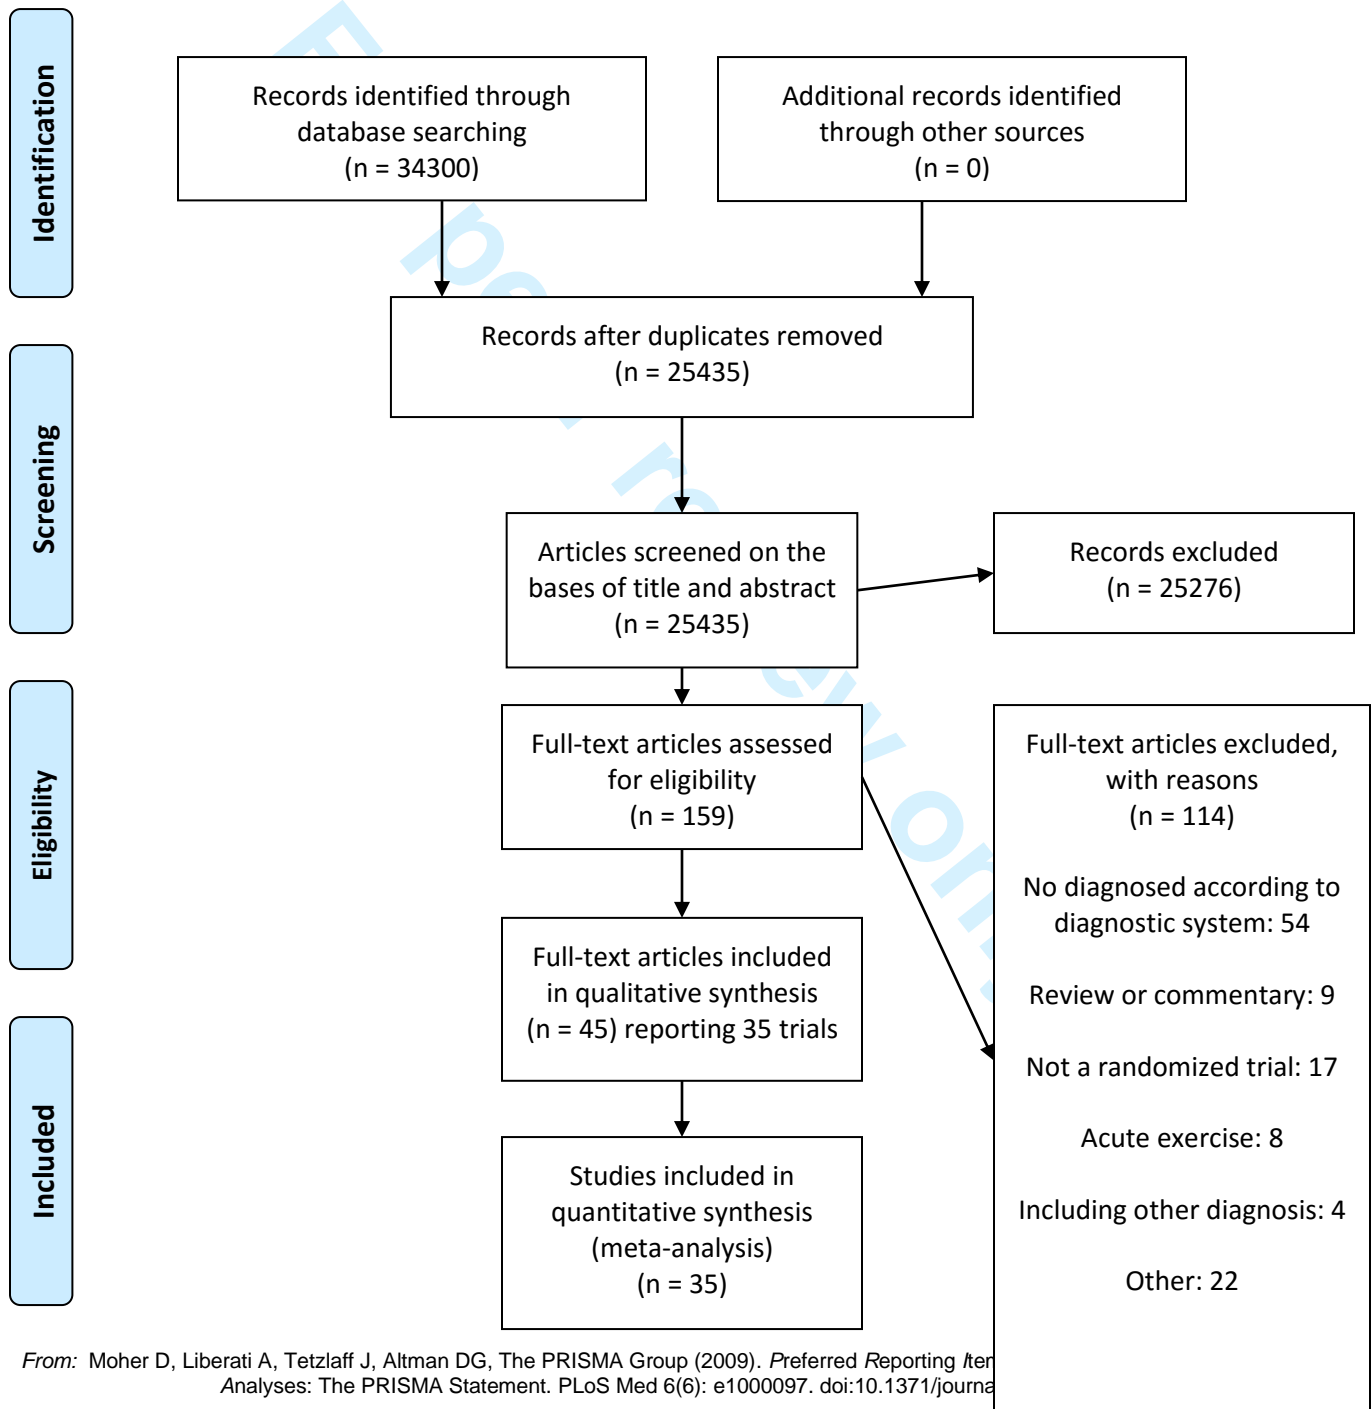 Identification
Records identified through
database searching
(n = 34300)
Additional records identified
through other sources
(n = 0)
Records after duplicates removed
(n = 25435)
Screening
Articles screened on the
bases of title and abstract
(n = 25435)
Records excluded
(n = 25276)
Eligibility
Full-text articles assessed
for eligibility
(n = 159)
Full-text articles excluded,
with reasons
(n = 114)
No diagnosed according to
diagnostic system: 54
Review or commentary: 9
Not a randomized trial: 17
Acute exercise: 8
Including other diagnosis: 4
Other: 22
Full-text articles included
in qualitative synthesis
(n = 45) reporting 35 trials
Included
Studies included in
quantitative synthesis
(meta-analysis)
(n = 35)
From: Moher D, Liberati A, Tetzlaff J, Altman DG, The PRISMA Group (2009). Preferred Reporting
Analyses: The PRISMA Statement. PLoS Med 6(6): e1000097. doi:10.1371/journa